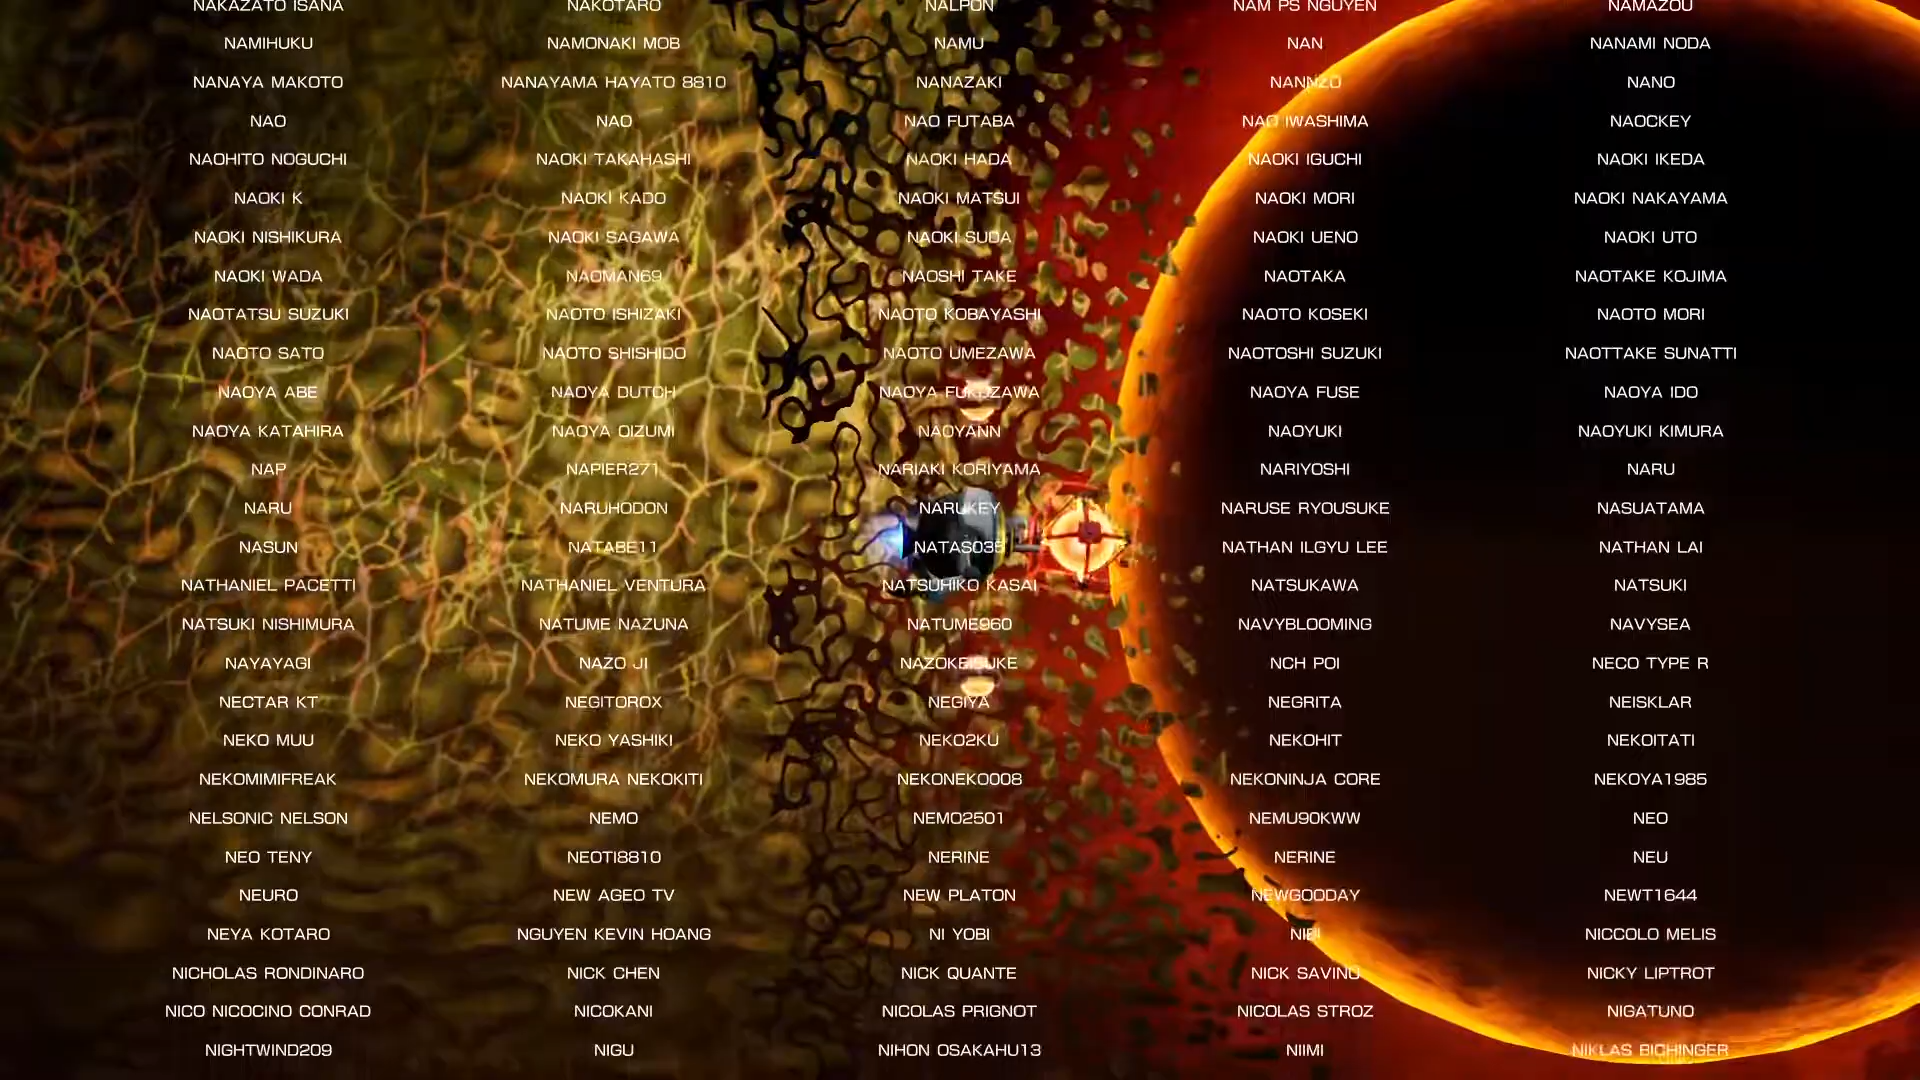 NAKAZATO ISANA NAKOTARO NALPON NAM PS NGUYEN NAMAZOU
NAMIHUKU NAMONAKI MOB NAMU NAN NANAMI NODA
NANAYA MAKOTO NANAYAMA HAYATO 8810 NANAZAKI NANNZO NANO
NAO NAO NAO FUTABA NAO IWASHIMA NAOCKEY
NAOHITO NOGUCHI NAOKI TAKAHASHI NAOKI HADA NAOKI IGUCHI NAOKI IKEDA
NAOKI K NAOKI KADO NAOKI MATSUI NAOKI MORI NAOKI NAKAYAMA
NAOKI NISHIKURA NAOKI SAGAWA NAOKI SUDA NAOKI UENO NAOKI UTO
NAOKI WADA NAOMAN69 NAOSHI TAKE NAOTAKA NAOTAKE KOJIMA
NAOTATSU SUZUKI NAOTO ISHIZAKI NAOTO KOBAYASHI NAOTO KOSEKI NAOTO MORI
NAOTO SATO NAOTO SHISHIDO NAOTO UMEZAWA NAOTOSHI SUZUKI NAOTTAKE SUNATTI
NAOYA ABE NAOYA DUTCH NAOYA FUKUZAWA NAOYA FUSE NAOYA IDO
NAOYA KATAHIRA NAOYA OIZUMI NAOYANN NAOYUKI NAOYUKI KIMURA
NAP NAPIER271 NARIAKI KORIYAMA NARIYOSHI NARU
NARU NARUHODON NARUKEY NARUSE RYOUSUKE NASUATAMA
NASUN NATABE11 NATHAN ILGYU LEE NATHAN LAI
NATHANIEL PACETTI NATHANIEL VENTURA NATSUHIKO KASAI NATSUKAWA NATSUKI
NATSUKI NISHIMURA NATUME NAZUNA NATUME960 NAVYBLOOMING NAVYSEA
NAYAYAGI NAZO JI NAZOKEISUKE NCH POI NECO TYPE R
NECTAR KT NEGITOROX NEGIYA NEGRITA NEISKLAR
NEKO MUU NEKO YASHIKI NEKO2KU NEKOHIT NEKOITATI
NEKOMIMIFREAK NEKOMURA NEKOKITI NEKONEKO008 NEKONINJA CORE NEKOYA1985
NELSONIC NELSON NEMO NEMO2501 NEMU90KWW NEO
NEO TENY NEOTI8810 NERINE NERINE NEU
NEURO NEW AGEO TV NEW PLATON NEWGOODAY NEWT1644
NEYA KOTARO NGUYEN KEVIN HOANG NI YOBI NICCOLO MELIS
NICHOLAS RONDINARO NICK CHEN NICK QUANTE NICK SAVINO NICKY LIPTROT
NICO NICOCINO CONRAD NICOKANI NICOLAS PRIGNOT NICOLAS STROZ NIGATUNO
NIGHTWIND209 NIGU NIHON OSAKAHU13 NIIMI NIKLAS BICHINGER